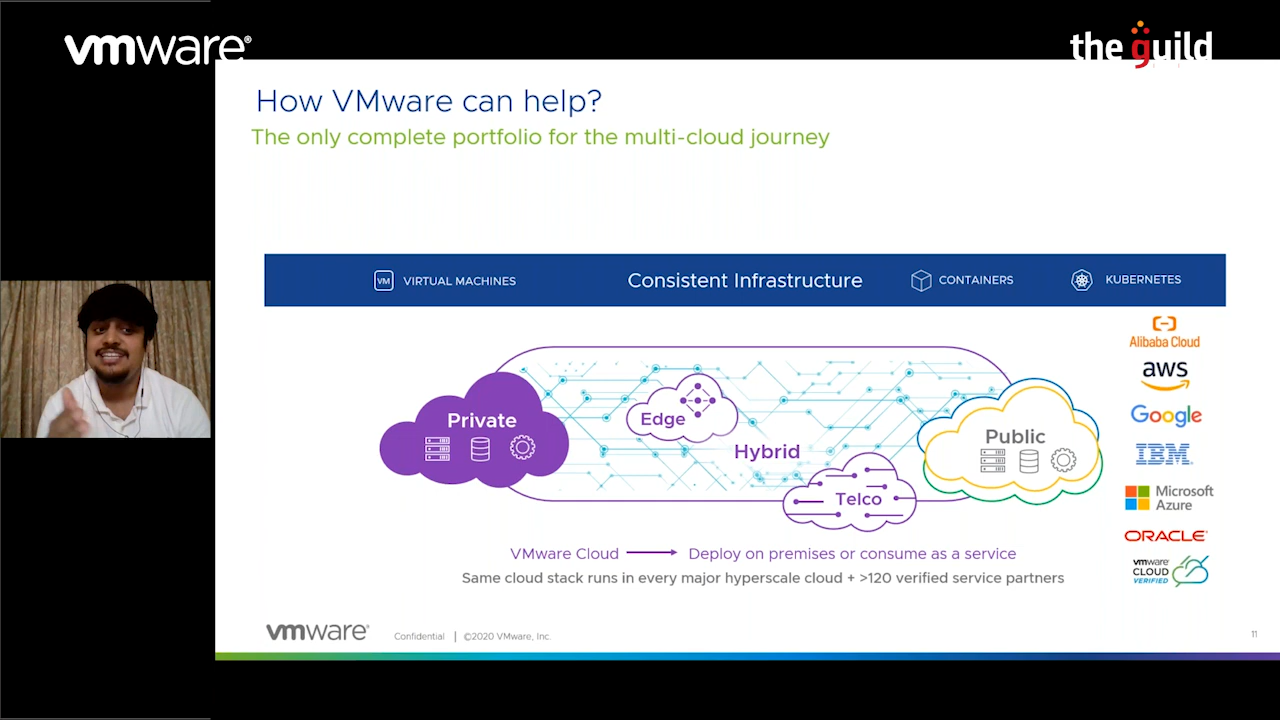 vmware®
the guild
How VMware can help?
The only complete portfolio for the multi-cloud journey
VM VIRTUAL MACHINES
Consistent Infrastructure
CONTAINERS
KUBERNETES
Alibaba Cloud
aws
Google
IBM
Microsoft Azure
ORACLE
vmware CLOUD VERIFIED
Private
Edge
Hybrid
Telco
Public
VMware Cloud → Deploy on premises or consume as a service
Same cloud stack runs in every major hyperscale cloud + >120 verified service partners
vmware® Confidential | ©2020 VMware, Inc. 11